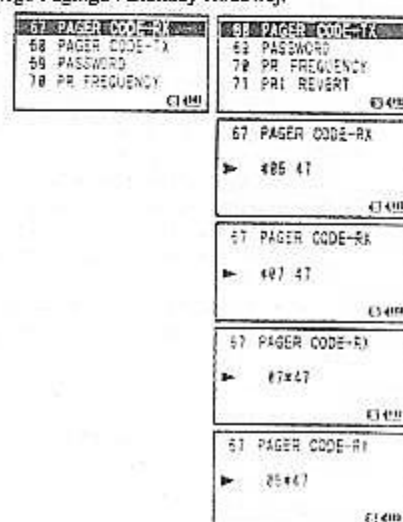 67 PAGER CODE-RX
68 PAGER CODE-TX
69 PASSWORD
70 PR FREQUENCY
68 PAGER CODE-TX
69 PASSWORD
70 PR FREQUENCY
71 PRI REVERT
67 PAGER CODE-RX
*05 47
67 PAGER CODE-RX
*07 47
67 PAGER CODE-RX
07*47
67 PAGER CODE-RX
05*47